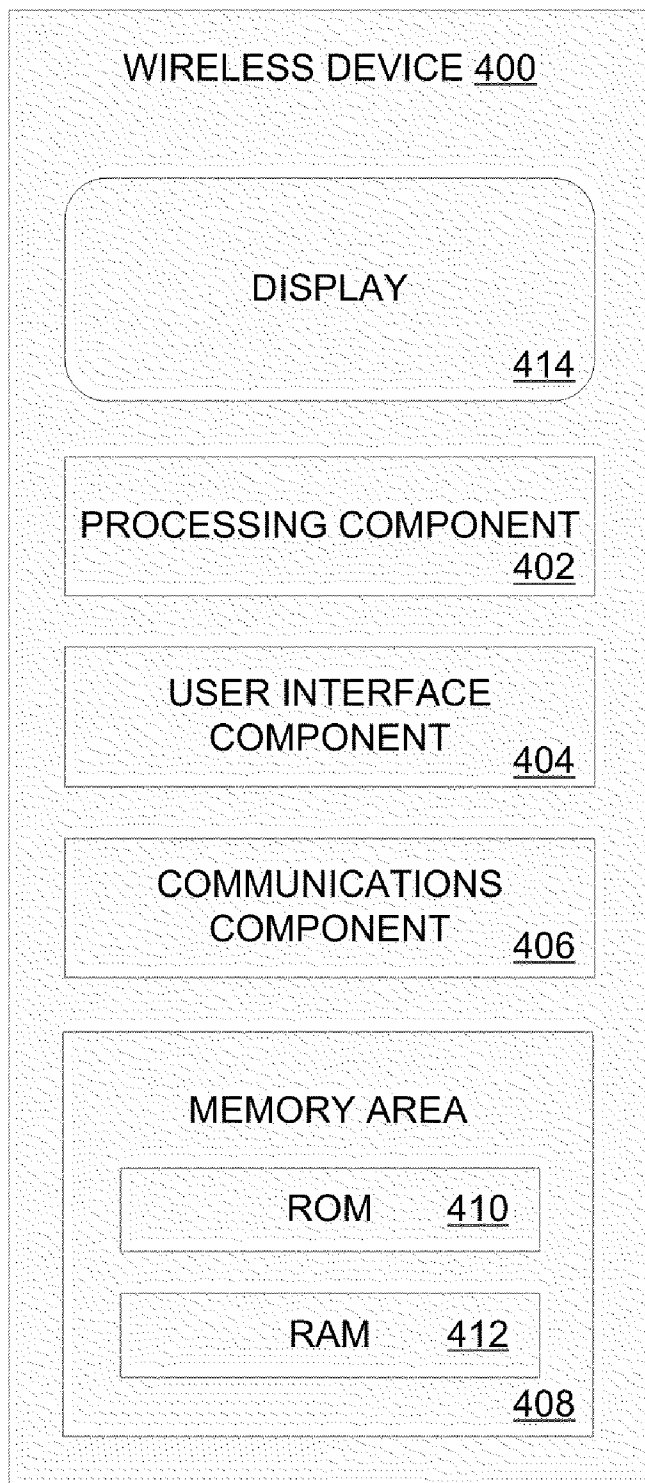 WIRELESS DEVICE 400
DISPLAY
414
PROCESSING COMPONENT
402
USER INTERFACE
COMPONENT
404
COMMUNICATIONS
COMPONENT
406
MEMORY AREA
ROM 410
RAM 412
408